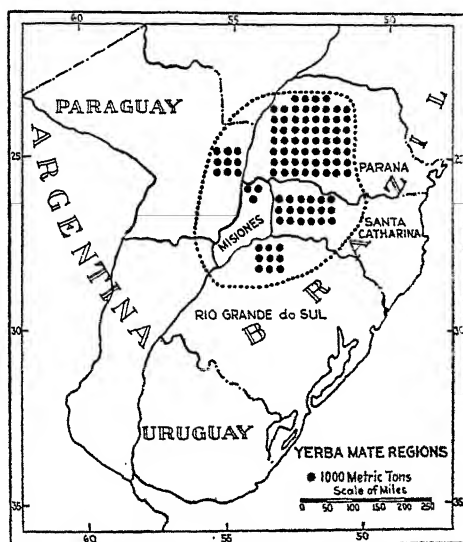 60
55
50
PARAGUAY
ARGENTINA
BRAZIL
25
25
PARANA
SANTA
CATHARINA
MISIONES
RIO GRANDE do SUL
30
30
URUGUAY
YERBA MATE REGIONS
1000 Metric Tons
Scale of Miles
0 50 100 150 200 250
35
35
60
55
50